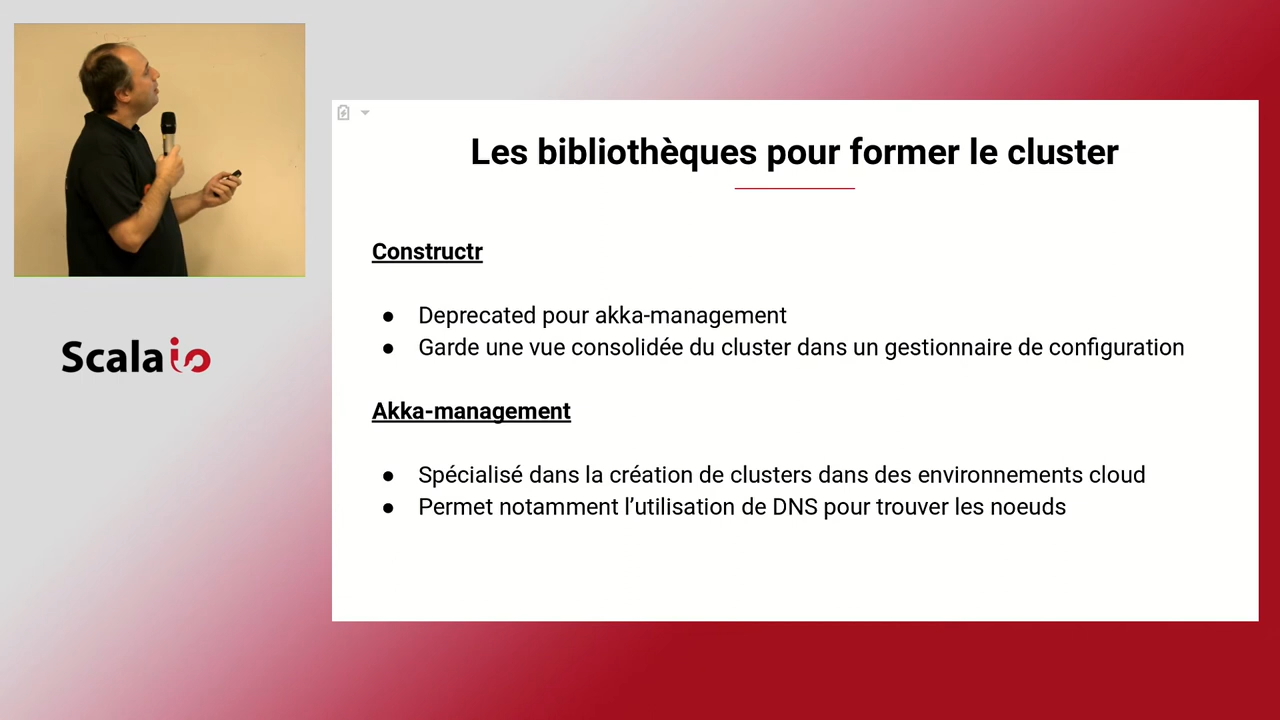 Les bibliothèques pour former le cluster
Constructr
● Deprecated pour akka-management
● Garde une vue consolidée du cluster dans un gestionnaire de configuration
Akka-management
● Spécialisé dans la création de clusters dans des environnements cloud
● Permet notamment l’utilisation de DNS pour trouver les noeuds
Scala io